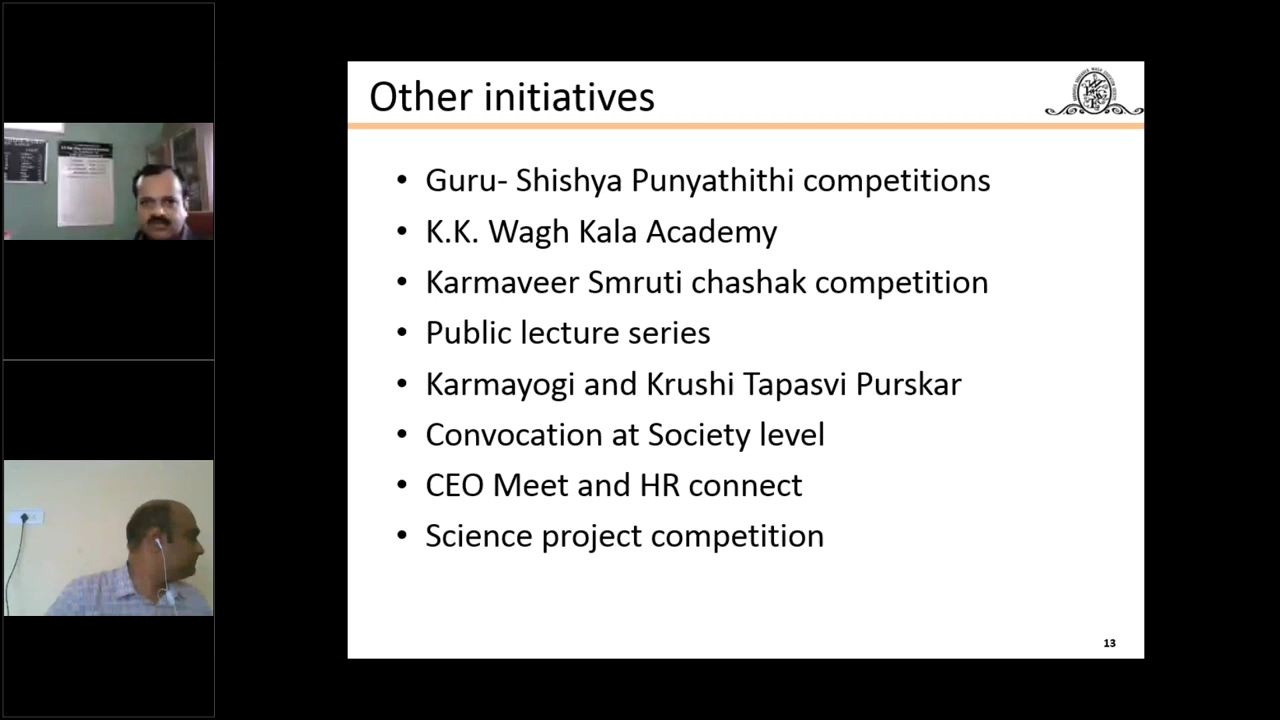 Other initiatives
• Guru- Shishya Punyathithi competitions
• K.K. Wagh Kala Academy
• Karmaveer Smruti chashak competition
• Public lecture series
• Karmayogi and Krushi Tapasvi Purskar
• Convocation at Society level
• CEO Meet and HR connect
• Science project competition
13